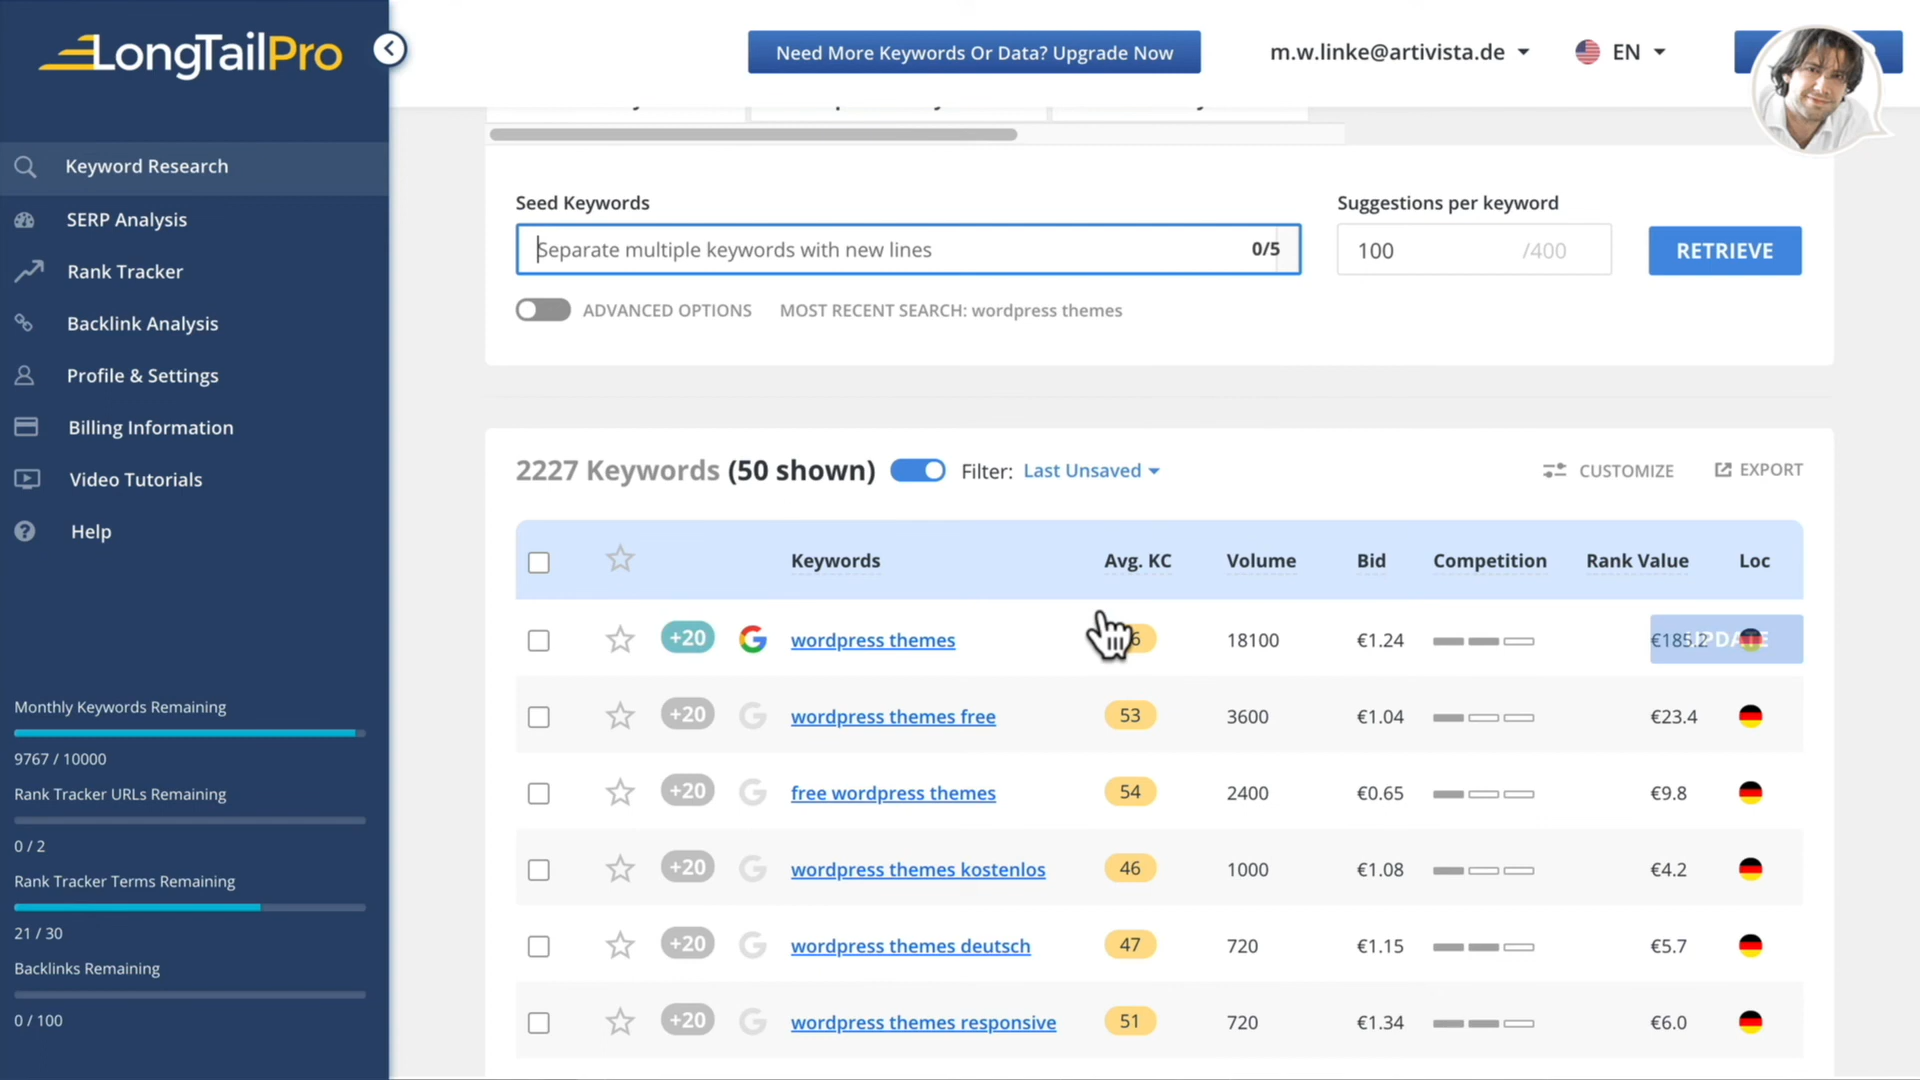 LongTailPro
Need More Keywords Or Data? Upgrade Now
m.w.linke@artivista.de
EN
Keyword Research
SERP Analysis
Rank Tracker
Backlink Analysis
Profile & Settings
Billing Information
Video Tutorials
Help
Monthly Keywords Remaining
9767 / 10000
Rank Tracker URLs Remaining
0 / 2
Rank Tracker Terms Remaining
21 / 30
Backlinks Remaining
0 / 100
Seed Keywords
Separate multiple keywords with new lines 0/5
Suggestions per keyword
100 /400
RETRIEVE
ADVANCED OPTIONS MOST RECENT SEARCH: wordpress themes
2227 Keywords (50 shown) Filter: Last Unsaved CUSTOMIZE EXPORT
Keywords Avg. KC Volume Bid Competition Rank Value Loc
+20 wordpress themes 18100 €1.24 €185.2 UPDATE
+20 wordpress themes free 53 3600 €1.04 €23.4
+20 free wordpress themes 54 2400 €0.65 €9.8
+20 wordpress themes kostenlos 46 1000 €1.08 €4.2
+20 wordpress themes deutsch 47 720 €1.15 €5.7
+20 wordpress themes responsive 51 720 €1.34 €6.0